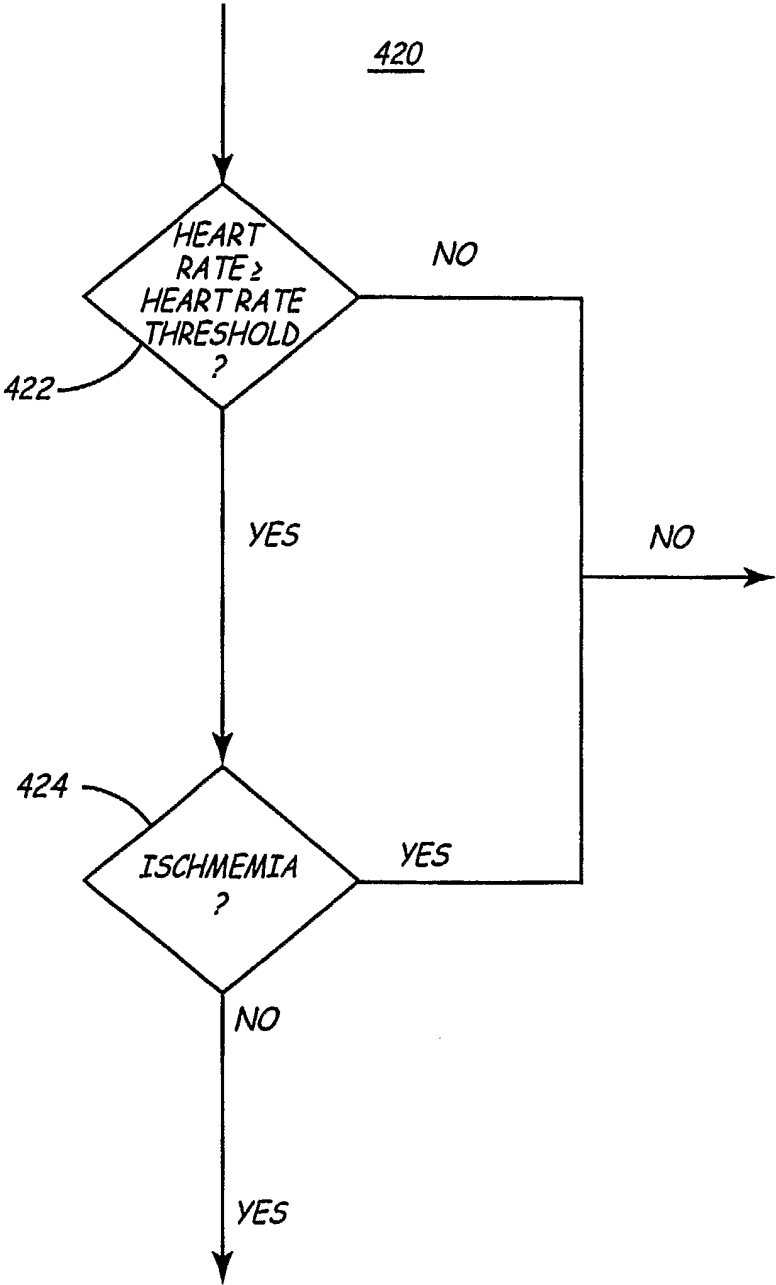 420
HEART
RATE ≥
HEART RATE
THRESHOLD
?
NO
422
YES
NO
424
ISCHMEMIA
?
YES
NO
YES